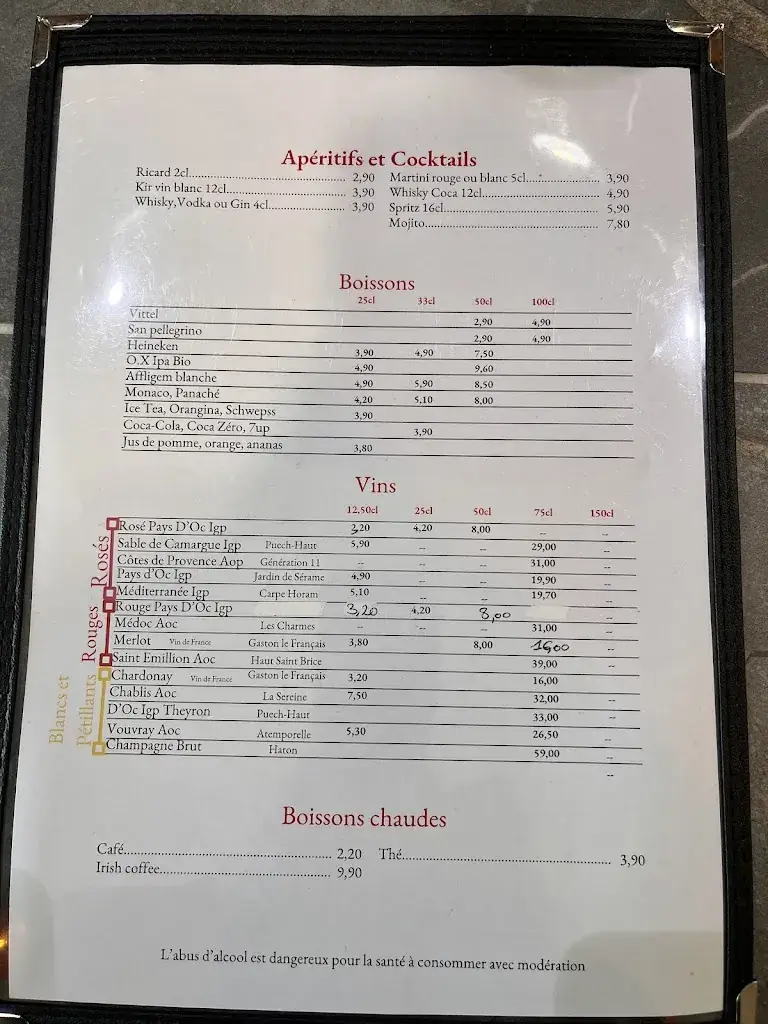 Apéritifs et Cocktails
Ricard 2cl 2,90 Martini rouge ou blanc 5cl 3,90
Kir vin blanc 12cl 3,90 Whisky Coca 12cl 4,90
Whisky,Vodka ou Gin 4cl 3,90 Spritz 16cl 5,90
Mojito 7,80
Boissons
25cl 33cl 50cl 100cl
Vittel 2,90 4,90
San pellegrino 2,90 4,90
Heineken 3,90 4,90 7,50
O.X Ipa Bio 4,90 9,60
Affligem blanche 4,90 5,90 8,50
Monaco, Panaché 4,20 5,10 8,00
Ice Tea, Orangina, Schwepss 3,90
Coca-Cola, Coca Zéro, 7up 3,90
Jus de pomme, orange, ananas 3,80
Vins
12,50cl 25cl 50cl 75cl 150cl
Rosés
Rosé Pays D'Oc Igp 3,20 4,20 8,00 -- --
Sable de Camargue Igp Puech-Haut 5,90 -- -- 29,00 --
Côtes de Provence Aop Génération 11 -- -- -- 31,00 --
Pays d'Oc Igp Jardin de Sérame 4,90 19,90 --
Méditerranée Igp Carpe Horam 5,10 19,70 --
Rouges
Rouge Pays D'Oc Igp 3,20 4,20 8,00 --
Médoc Aoc Les Charmes -- -- -- 31,00 --
Merlot Vin de France Gaston le Français 3,80 8,00 16,00 --
Saint Emillion Aoc Haut Saint Brice 39,00 --
Blancs et
Pétillants
Chardonay Vin de France Gaston le Français 3,20 16,00 --
Chablis Aoc La Sereine 7,50 32,00 --
D'Oc Igp Theyron Puech-Haut 33,00 --
Vouvray Aoc Atemporelle 5,30 26,50 --
Champagne Brut Haton 59,00 --
--
Boissons chaudes
Café 2,20 Thé 3,90
Irish coffee 9,90
L'abus d'alcool est dangereux pour la santé à consommer avec modération